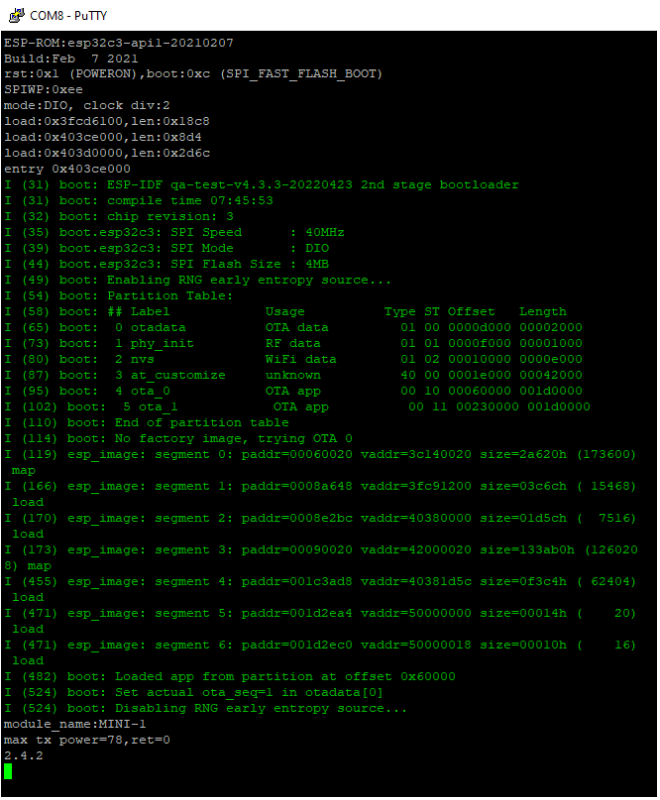 COM8 - PuTTY
ESP-ROM:esp32c3-api1-20210207
Build:Feb  7 2021
rst:0x1 (POWERON),boot:0xc (SPI_FAST_FLASH_BOOT)
SPIWP:0xee
mode:DIO, clock div:2
load:0x3fcd6100,len:0x18c8
load:0x403ce000,len:0x8d4
load:0x403d0000,len:0x2d6c
entry 0x403ce000
I (31) boot: ESP-IDF qa-test-v4.3.3-20220423 2nd stage bootloader
I (31) boot: compile time 07:45:53
I (32) boot: chip revision: 3
I (35) boot.esp32c3: SPI Speed      : 40MHz
I (39) boot.esp32c3: SPI Mode       : DIO
I (44) boot.esp32c3: SPI Flash Size : 4MB
I (49) boot: Enabling RNG early entropy source...
I (54) boot: Partition Table:
I (58) boot: ## Label            Usage          Type ST Offset   Length
I (65) boot:  0 otadata          OTA data         01 00 0000d000 00002000
I (73) boot:  1 phy_init         RF data          01 01 0000f000 00001000
I (80) boot:  2 nvs              WiFi data        01 02 00010000 0000e000
I (87) boot:  3 at_customize     unknown          40 00 0001e000 00042000
I (95) boot:  4 ota_0            OTA app          00 10 00060000 001d0000
I (102) boot:  5 ota_1            OTA app          00 11 00230000 001d0000
I (110) boot: End of partition table
I (114) boot: No factory image, trying OTA 0
I (119) esp_image: segment 0: paddr=00060020 vaddr=3c140020 size=2a620h (173600)
 map
I (166) esp_image: segment 1: paddr=0008a648 vaddr=3fc91200 size=03c6ch ( 15468)
 load
I (170) esp_image: segment 2: paddr=0008e2bc vaddr=40380000 size=01d5ch (  7516)
 load
I (173) esp_image: segment 3: paddr=00090020 vaddr=42000020 size=133ab0h (126020
8) map
I (455) esp_image: segment 4: paddr=001c3ad8 vaddr=40381d5c size=0f3c4h ( 62404)
 load
I (471) esp_image: segment 5: paddr=001d2ea4 vaddr=50000000 size=00014h (    20)
 load
I (471) esp_image: segment 6: paddr=001d2ec0 vaddr=50000018 size=00010h (    16)
 load
I (482) boot: Loaded app from partition at offset 0x60000
I (524) boot: Set actual ota_seq=1 in otadata[0]
I (524) boot: Disabling RNG early entropy source...
module_name:MINI-1
max tx power=78,ret=0
2.4.2